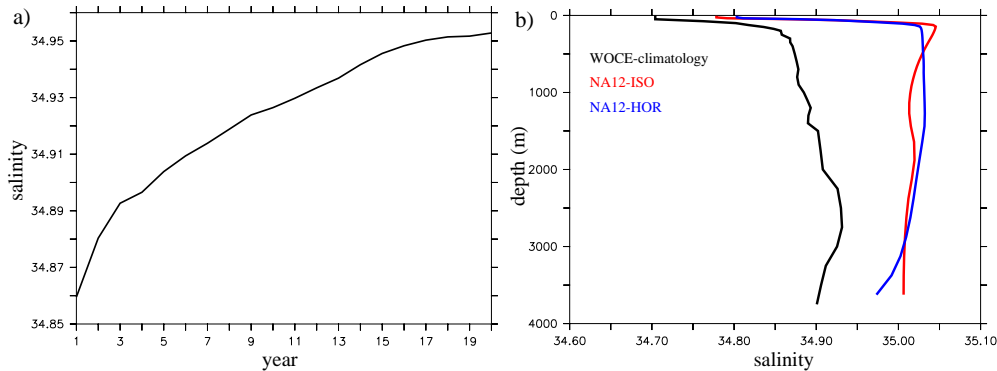 a)
salinity
34.95
34.93
34.91
34.89
34.87
34.85
1 3 5 7 9 11 13 15 17 19
year
b)
depth (m)
0
1000
2000
3000
4000
WOCE-climatology
NA12-ISO
NA12-HOR
34.60 34.70 34.80 34.90 35.00 35.10
salinity